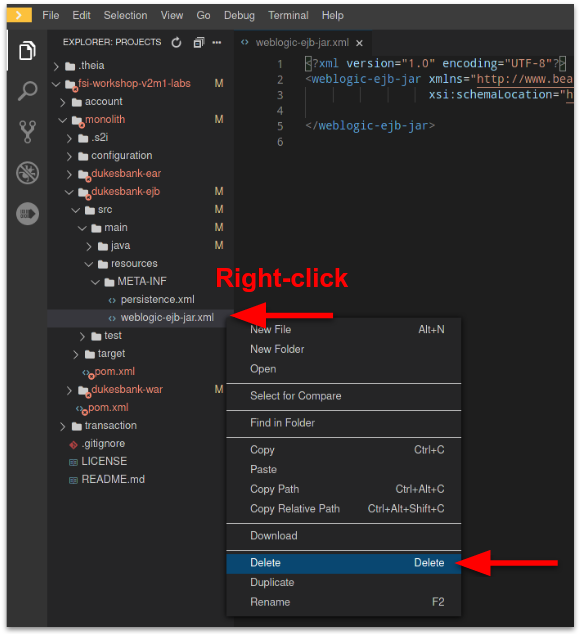 File Edit Selection View Go Debug Terminal Help
EXPLORER: PROJECTS
weblogic-ejb-jar.xml
.theia
fsi-workshop-v2m1-labs M
account
monolith
.s2i
configuration
dukesbank-ear
dukesbank-ejb M
src M
main M
java M
resources
META-INF
persistence.xml
weblogic-ejb-jar.xml
test
target
pom.xml
dukesbank-war M
pom.xml
transaction
.gitignore
LICENSE
README.md
1 <?xml version="1.0" encoding="UTF-8"?>
2 <weblogic-ejb-jar xmlns="http://www.bea
3 xsi:schemaLocation="h
4
5 </weblogic-ejb-jar>
6
Right-click
New File Alt+N
New Folder
Open
Select for Compare
Find in Folder
Copy Ctrl+C
Paste
Copy Path Ctrl+Alt+C
Copy Relative Path Ctrl+Alt+Shift+C
Download
Delete Delete
Duplicate
Rename F2